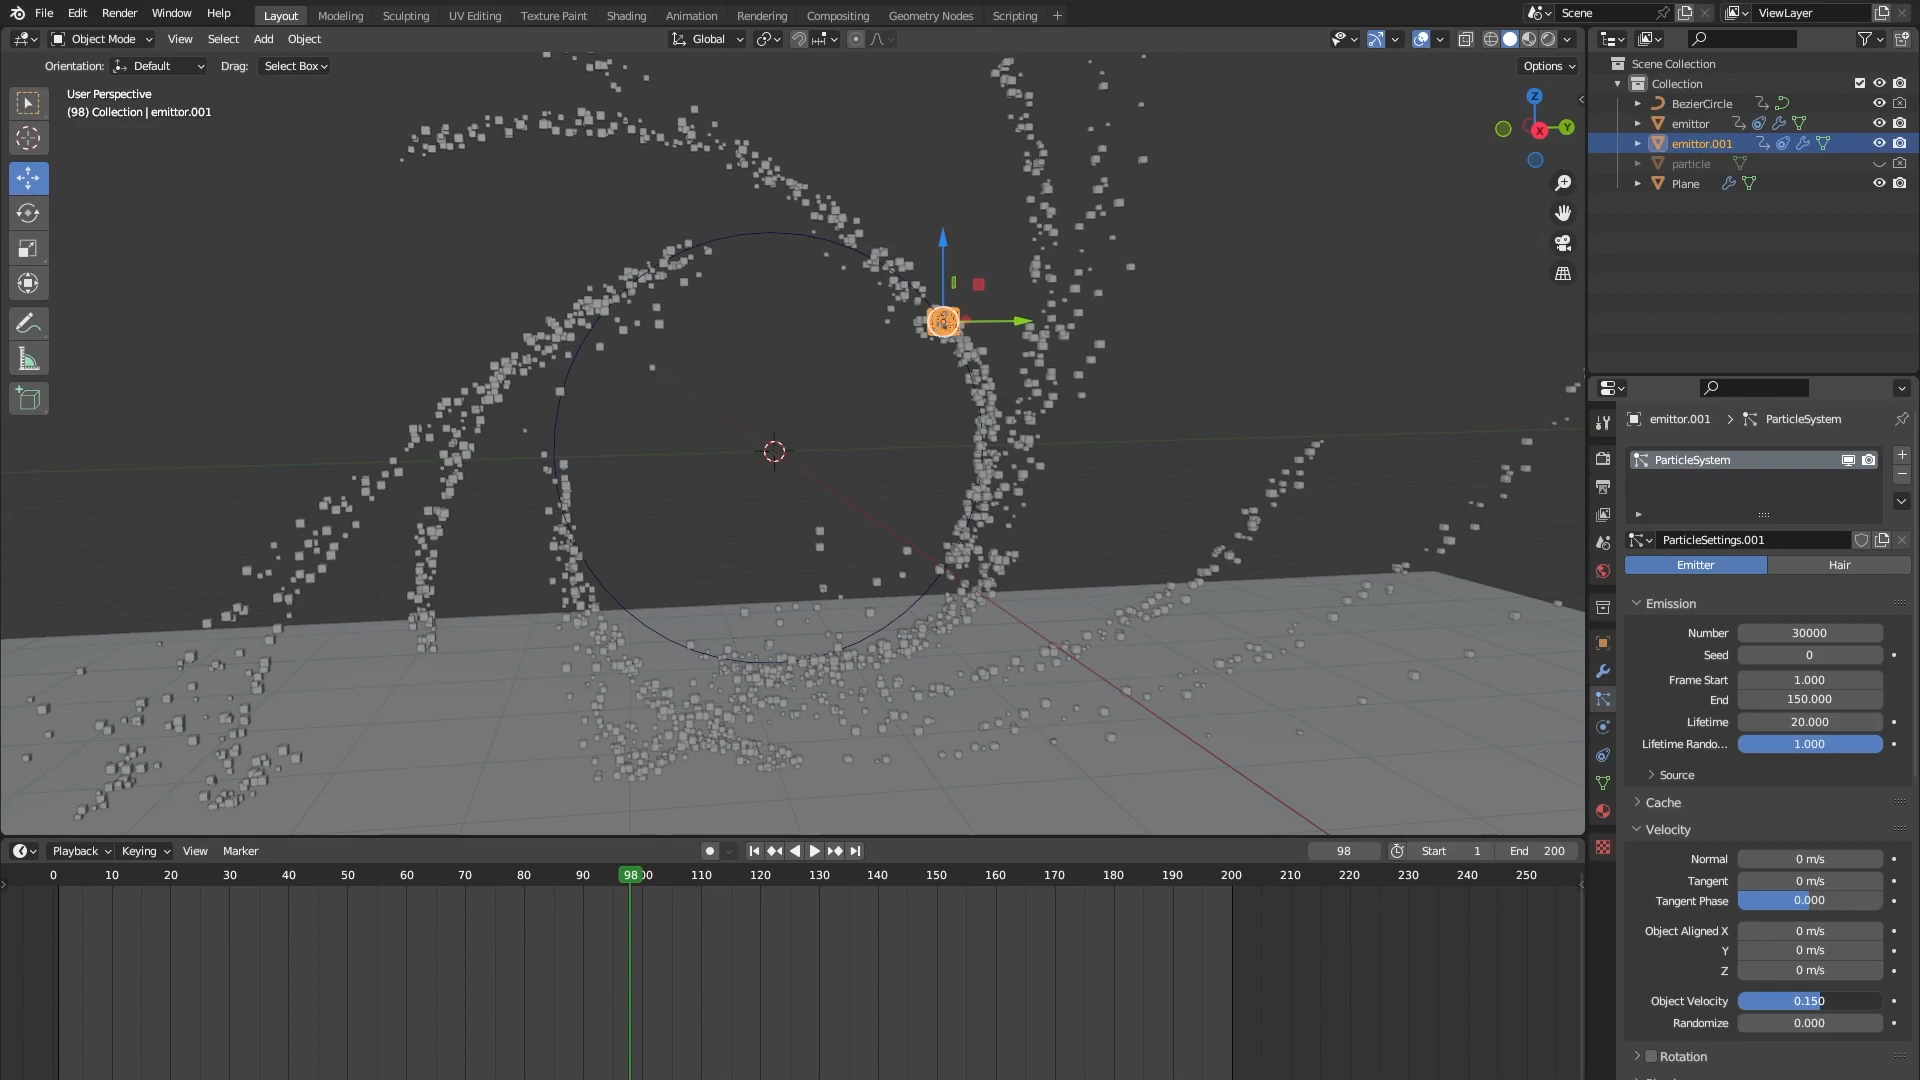 File Edit Render Window Help Layout Modeling Sculpting UV Editing Texture Paint Shading Animation Rendering Compositing Geometry Nodes Scripting + Scene ViewLayer
Object Mode View Select Add Object Global
Orientation: Default Drag: Select Box Options
User Perspective
(98) Collection | emittor.001
Z
Y
X
Scene Collection
Collection
BezierCircle
emittor
emittor.001
particle
Plane
emittor.001 > ParticleSystem
ParticleSystem
ParticleSettings.001
Emitter Hair
Emission
Number 30000
Seed 0
Frame Start 1.000
End 150.000
Lifetime 20.000
Lifetime Rando... 1.000
Source
Cache
Velocity
Normal 0 m/s
Tangent 0 m/s
Tangent Phase 0.000
Object Aligned X 0 m/s
Y 0 m/s
Z 0 m/s
Object Velocity 0.150
Randomize 0.000
Rotation
Playback Keying View Marker 98 Start 1 End 200
0 10 20 30 40 50 60 70 80 90 98 00 110 120 130 140 150 160 170 180 190 200 210 220 230 240 250